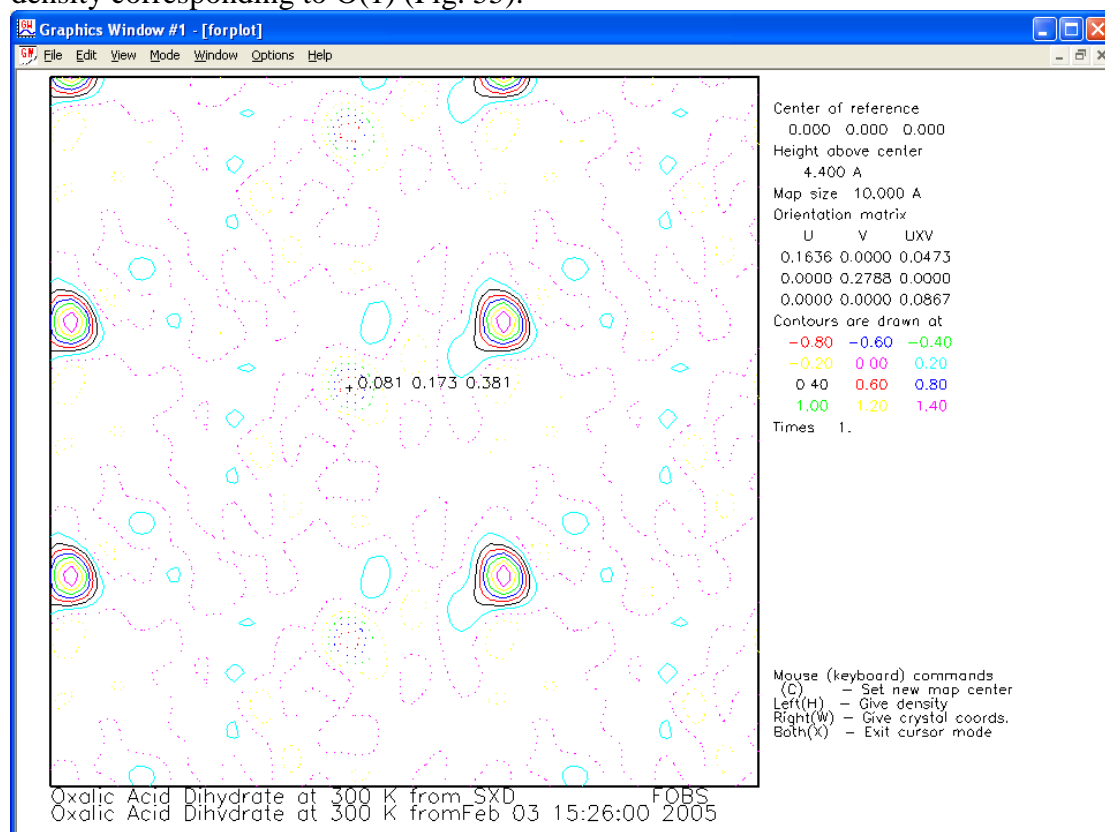 density corresponding to O(1) (Fig. 35).
Graphics Window #1 - [forplot]
File Edit View Mode Window Options Help
Center of reference
0.000 0.000 0.000
Height above center
4.400 A
Map size 10.000 A
Orientation matrix
U V UXV
0.1636 0.0000 0.0473
0.0000 0.2788 0.0000
0.0000 0.0000 0.0867
Contours are drawn at
-0.80 -0.60 -0.40
-0.20 0.00 0.20
0.40 0.60 0.80
1.00 1.20 1.40
Times 1.
+0.081 0.173 0.381
Mouse (keyboard) commands
(C) - Set new map center
Left(H) - Give density
Right(W) - Give crystal coords.
Both(X) - Exit cursor mode
Oxalic Acid Dihydrate at 300 K from SXD FOBS
Oxalic Acid Dihydrate at 300 K fromFeb 03 15:26:00 2005